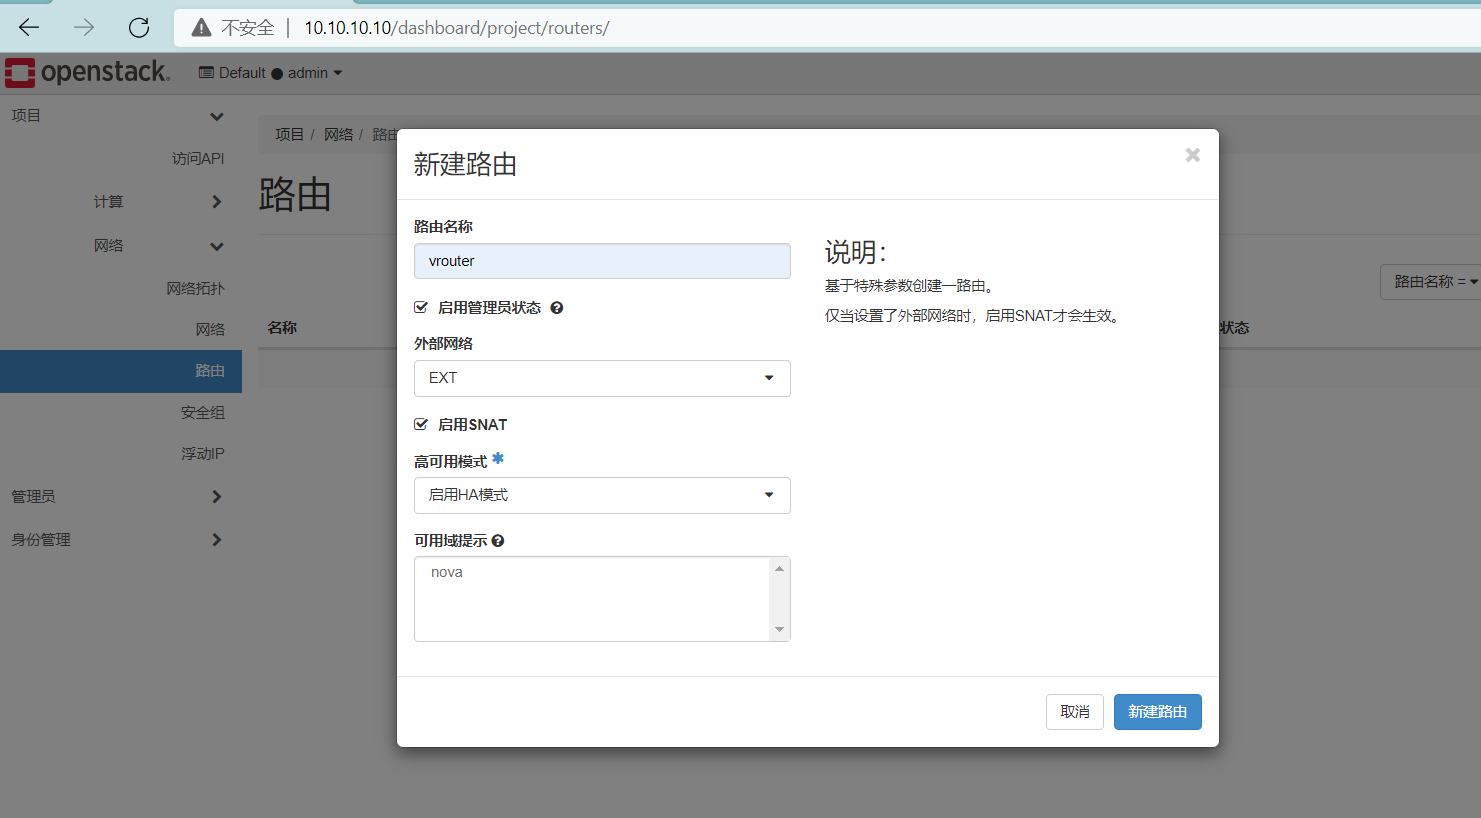 不安全 | 10.10.10.10/dashboard/project/routers/
openstack. Default ● admin
项目
访问API
计算
网络
网络拓扑
网络
路由
安全组
浮动IP
管理员
身份管理
项目 / 网络 / 路由
路由
路由名称 =
名称
状态
新建路由
路由名称
vrouter
启用管理员状态
外部网络
EXT
启用SNAT
高可用模式 *
启用HA模式
可用域提示
nova
说明：
基于特殊参数创建一路由。
仅当设置了外部网络时，启用SNAT才会生效。
取消
新建路由